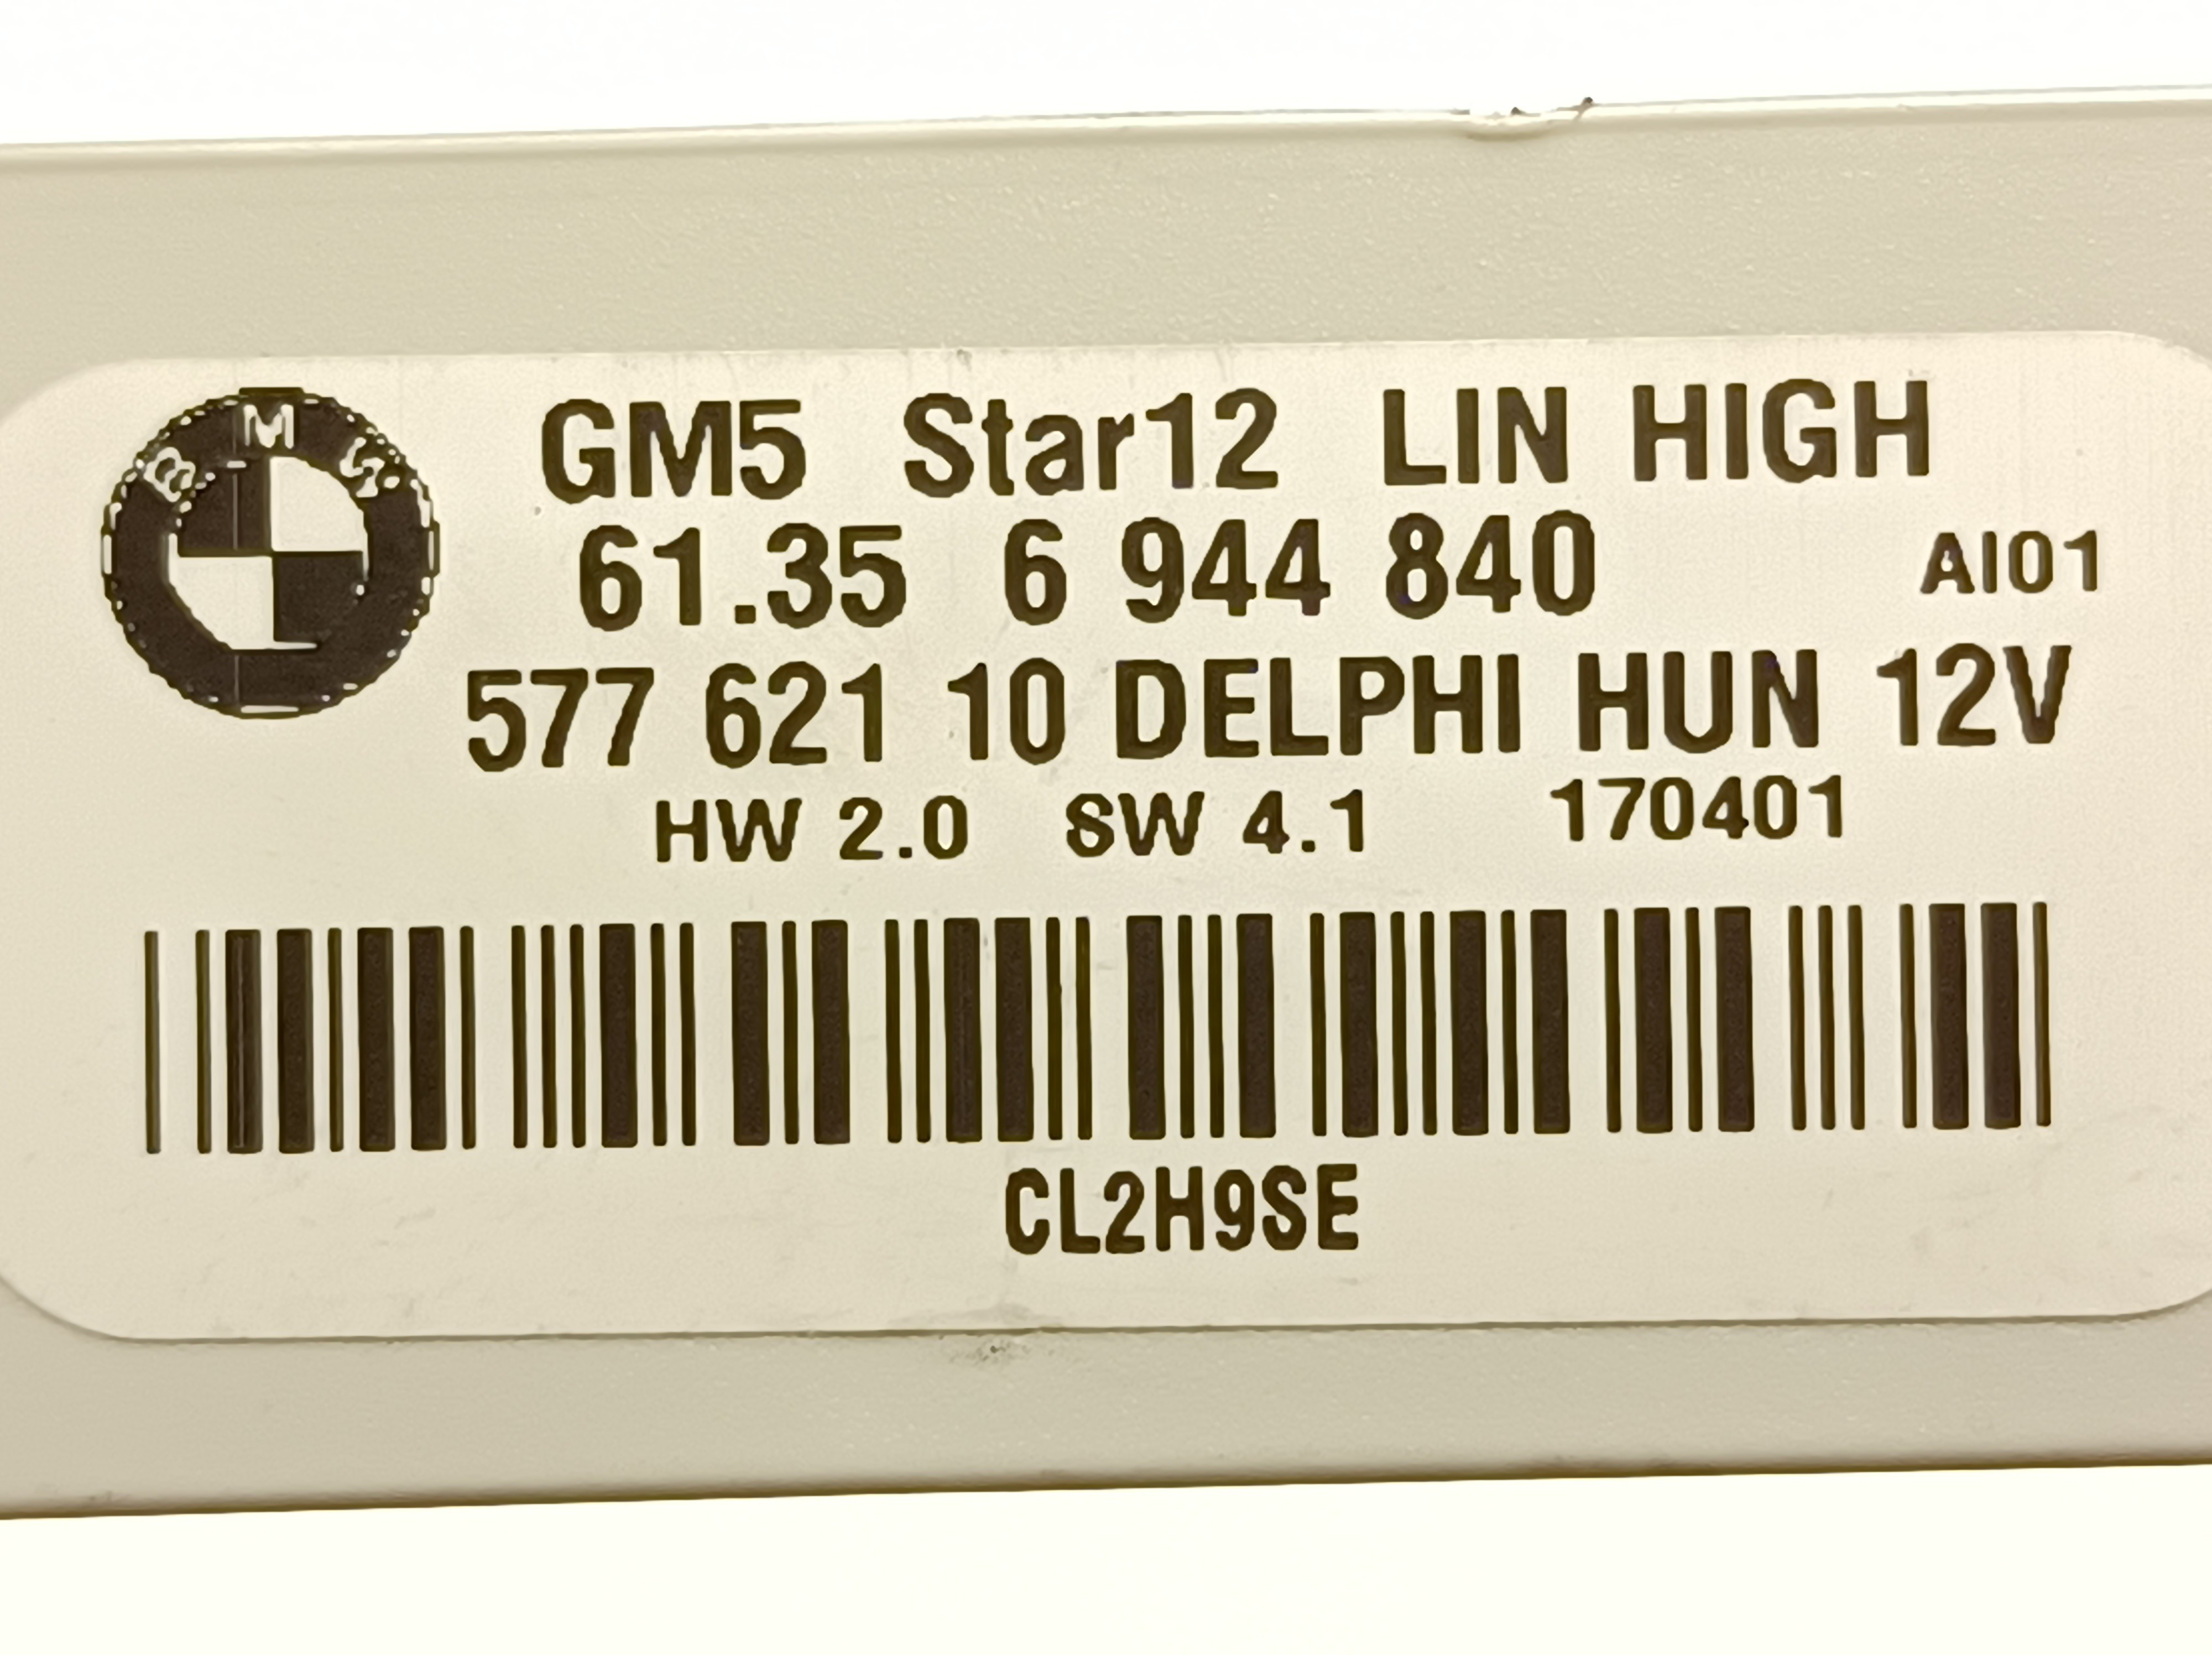 BMW
GM5 Star12 LIN HIGH
61.35 6 944 840 AI01
577 621 10 DELPHI HUN 12V
HW 2.0 SW 4.1 170401
CL2H9SE